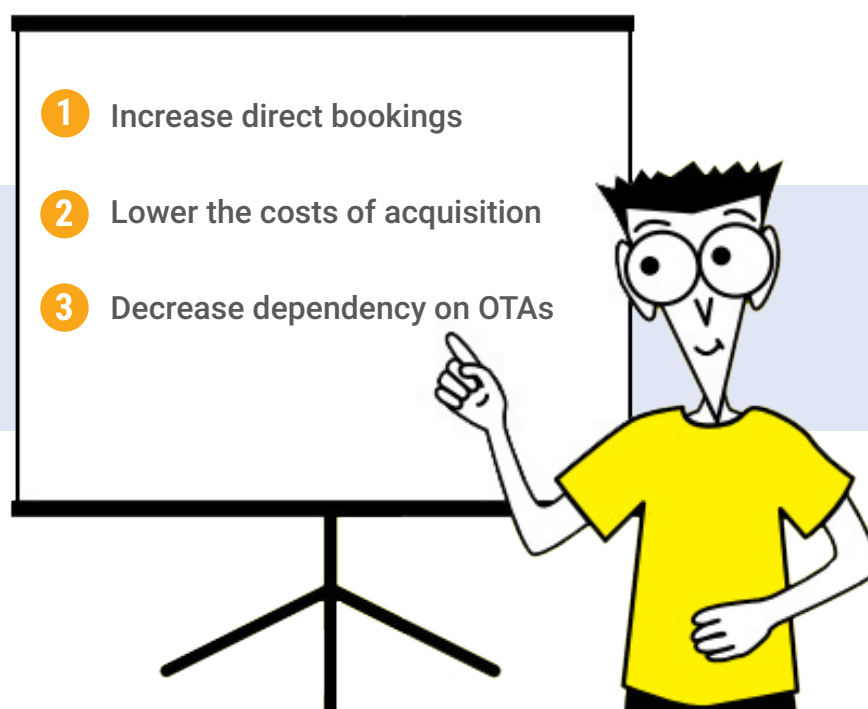 1 Increase direct bookings
2 Lower the costs of acquisition
3 Decrease dependency on OTAs